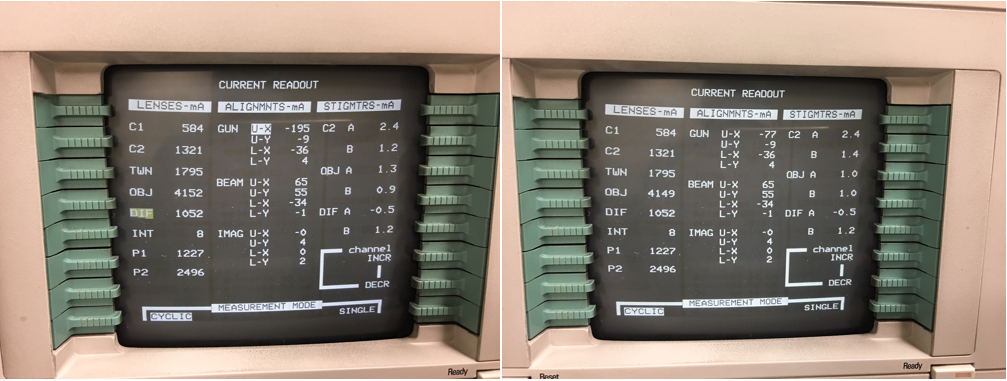 CURRENT READOUT
LENSES-mA ALIGNMNTS-mA STIGMTRS-mA
C1 584 GUN U-X -195 C2 A 2.4
U-Y -9
C2 1321 L-X -36 B 1.2
L-Y 4
TWN 1795 OBJ A 1.3
BEAM U-X 65
OBJ 4152 U-Y 55 B 0.9
L-X -34
DIF 1052 L-Y -1 DIF A -0.5
INT 8 IMAG U-X -0 B 1.2
U-Y 4
P1 1227 L-X 0 channel
L-Y 2 INCR
P2 2496
DECR
MEASUREMENT MODE
CYCLIC SINGLE
Ready
CURRENT READOUT
LENSES-mA ALIGNMNTS-mA STIGMTRS-mA
C1 584 GUN U-X -77 C2 A 2.4
U-Y -9
C2 1321 L-X -36 B 1.4
L-Y 4
TWN 1795 OBJ A 1.0
BEAM U-X 65
OBJ 4149 U-Y 55 B 1.0
L-X -34
DIF 1052 L-Y -1 DIF A -0.5
INT 8 IMAG U-X -0 B 1.2
U-Y 4
P1 1227 L-X 0 channel
L-Y 2 INCR
P2 2496
DECR
MEASUREMENT MODE
CYCLIC SINGLE
Reset Ready